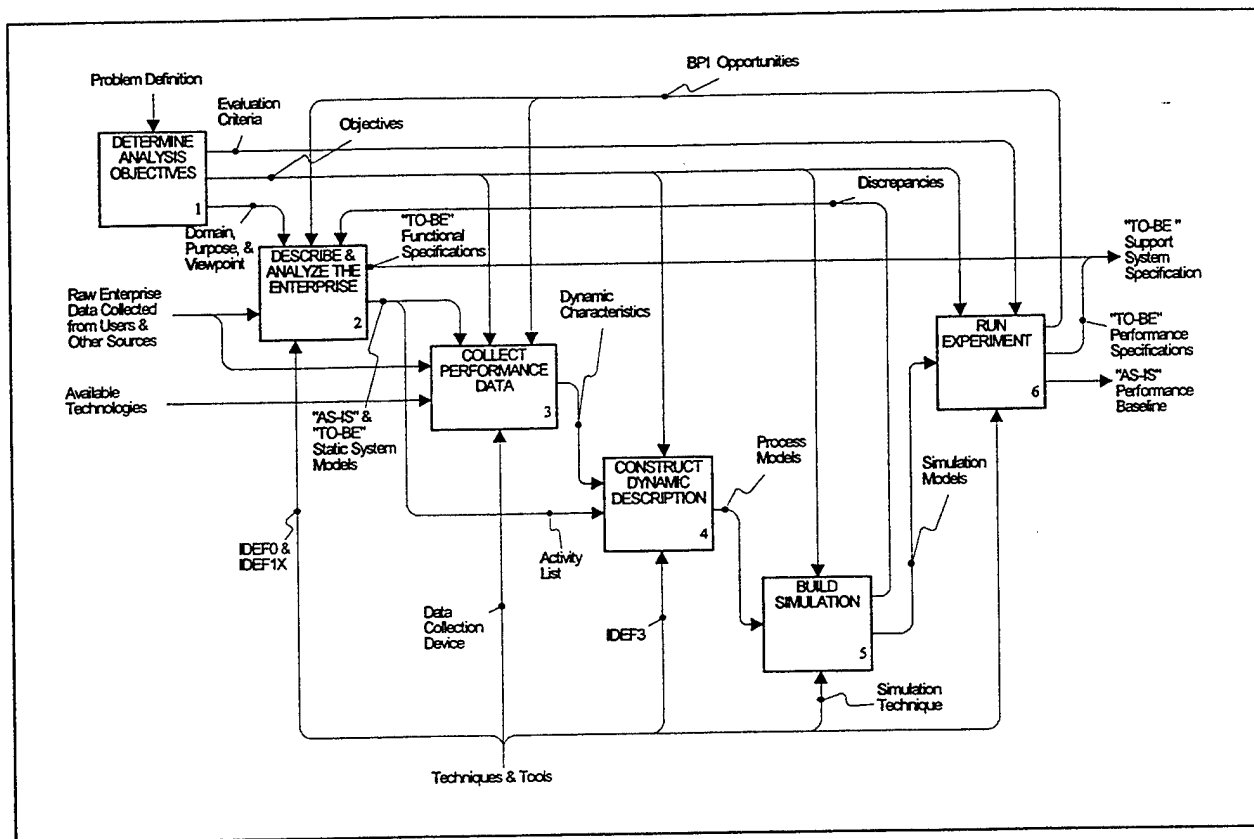 BP1 Opportunities
Problem Definition
Evaluation
Criteria
Objectives
DETERMINE
ANALYSIS
OBJECTIVES
1
Discrepancies
Domain,
Purpose, &
Viewpoint
"TO-BE"
Functional
Specifications
"TO-BE "
Support
System
Specification
DESCRIBE &
ANALYZE THE
ENTERPRISE
2
Raw Enterprise
Data Collected
from Users &
Other Sources
Dynamic
Characteristics
RUN
EXPERIMENT
6
"TO-BE"
Performance
Specifications
"AS-IS"
Performance
Baseline
COLLECT
PERFORMANCE
DATA
3
Available
Technologies
"AS-IS" &
"TO-BE"
Static System
Models
Process
Models
Simulation
Models
CONSTRUCT
DYNAMIC
DESCRIPTION
4
IDEF0 &
IDEF1X
Activity
List
BUILD
SIMULATION
5
Data
Collection
Device
IDEF3
Simulation
Technique
Techniques & Tools